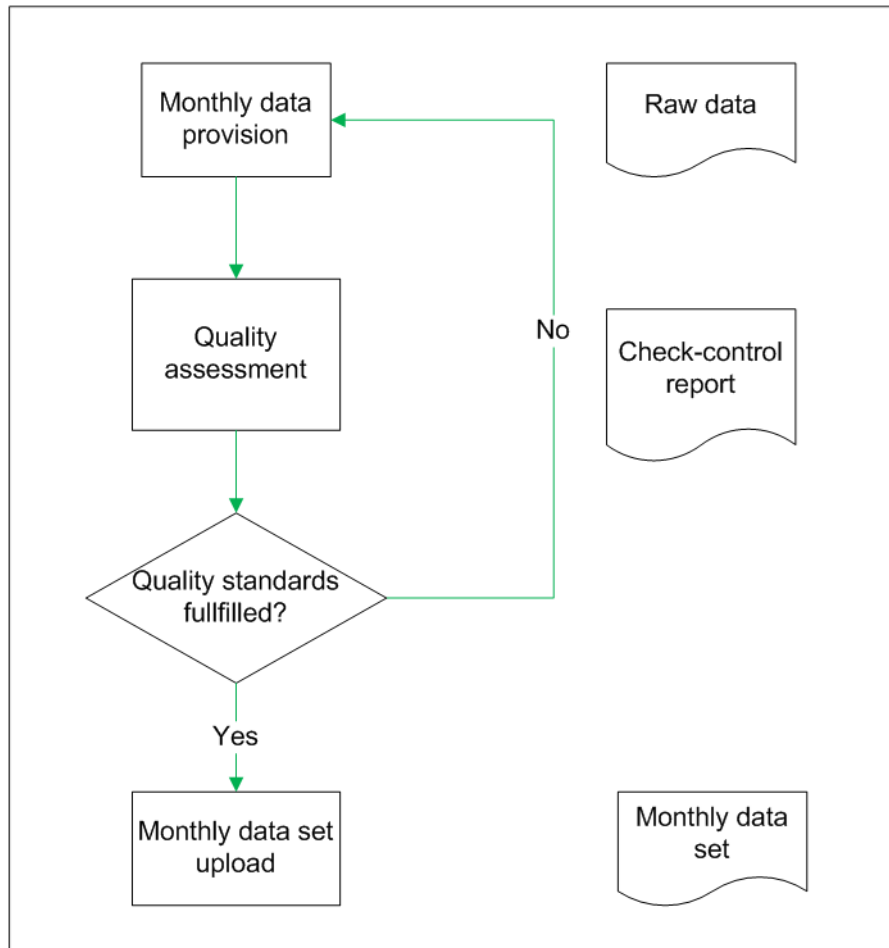 Monthly data
provision
Raw data
Quality
assessment
No
Check-control
report
Quality standards
fullfilled?
Yes
Monthly data set
upload
Monthly data
set